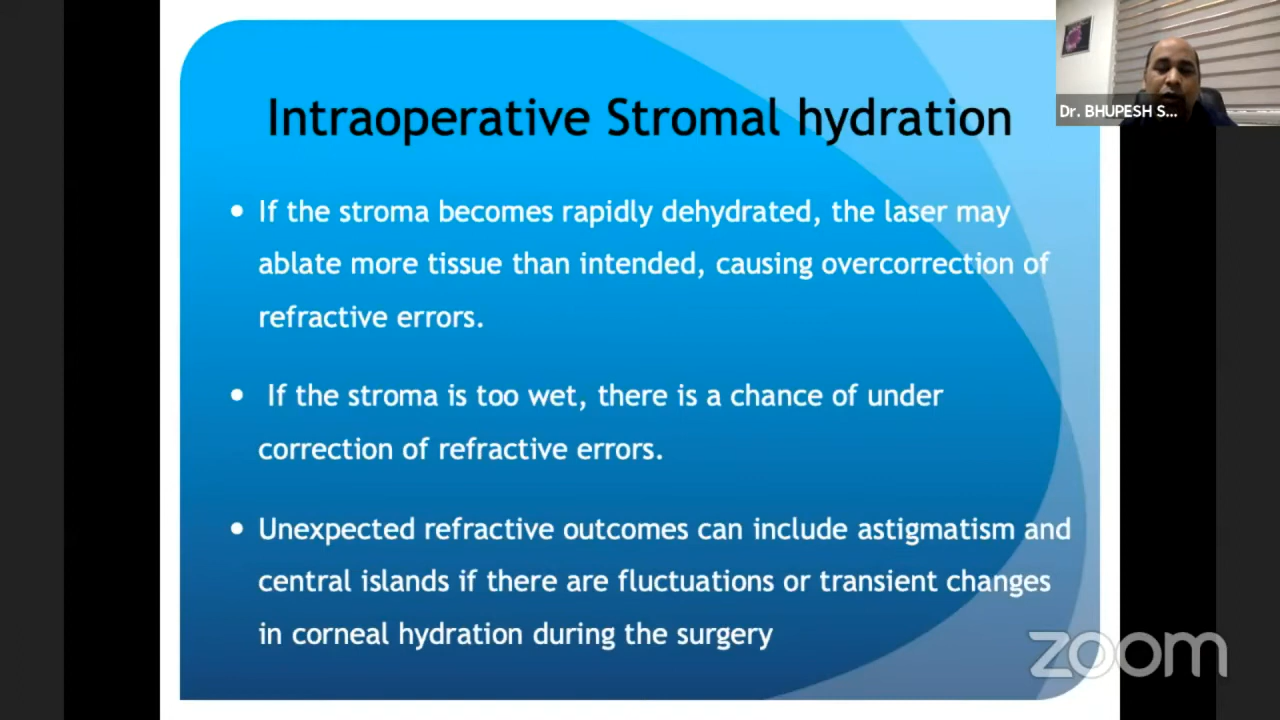 Intraoperative Stromal hydration
Dr. BHUPESH S...
• If the stroma becomes rapidly dehydrated, the laser may
ablate more tissue than intended, causing overcorrection of
refractive errors.
• If the stroma is too wet, there is a chance of under
correction of refractive errors.
• Unexpected refractive outcomes can include astigmatism and
central islands if there are fluctuations or transient changes
in corneal hydration during the surgery
zoom